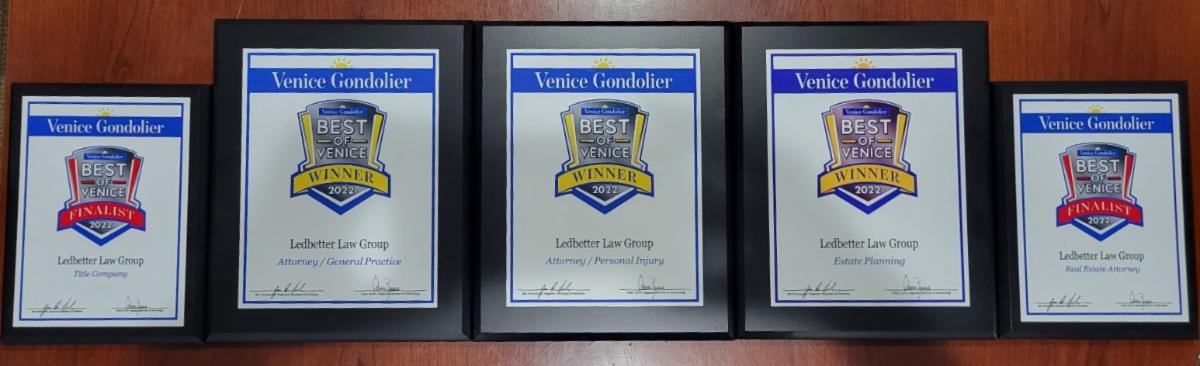 Venice Gondolier
Venice Gondolier
BEST
OF
VENICE
FINALIST
2022
Ledbetter Law Group
Title Company
Venice Gondolier
Venice Gondolier
BEST
OF
VENICE
WINNER
2022
Ledbetter Law Group
Attorney / General Practice
Venice Gondolier
Venice Gondolier
BEST
OF
VENICE
WINNER
2022
Ledbetter Law Group
Attorney / Personal Injury
Venice Gondolier
Venice Gondolier
BEST
OF
VENICE
WINNER
2022
Ledbetter Law Group
Estate Planning
Venice Gondolier
Venice Gondolier
BEST
OF
VENICE
FINALIST
2022
Ledbetter Law Group
Real Estate Attorney